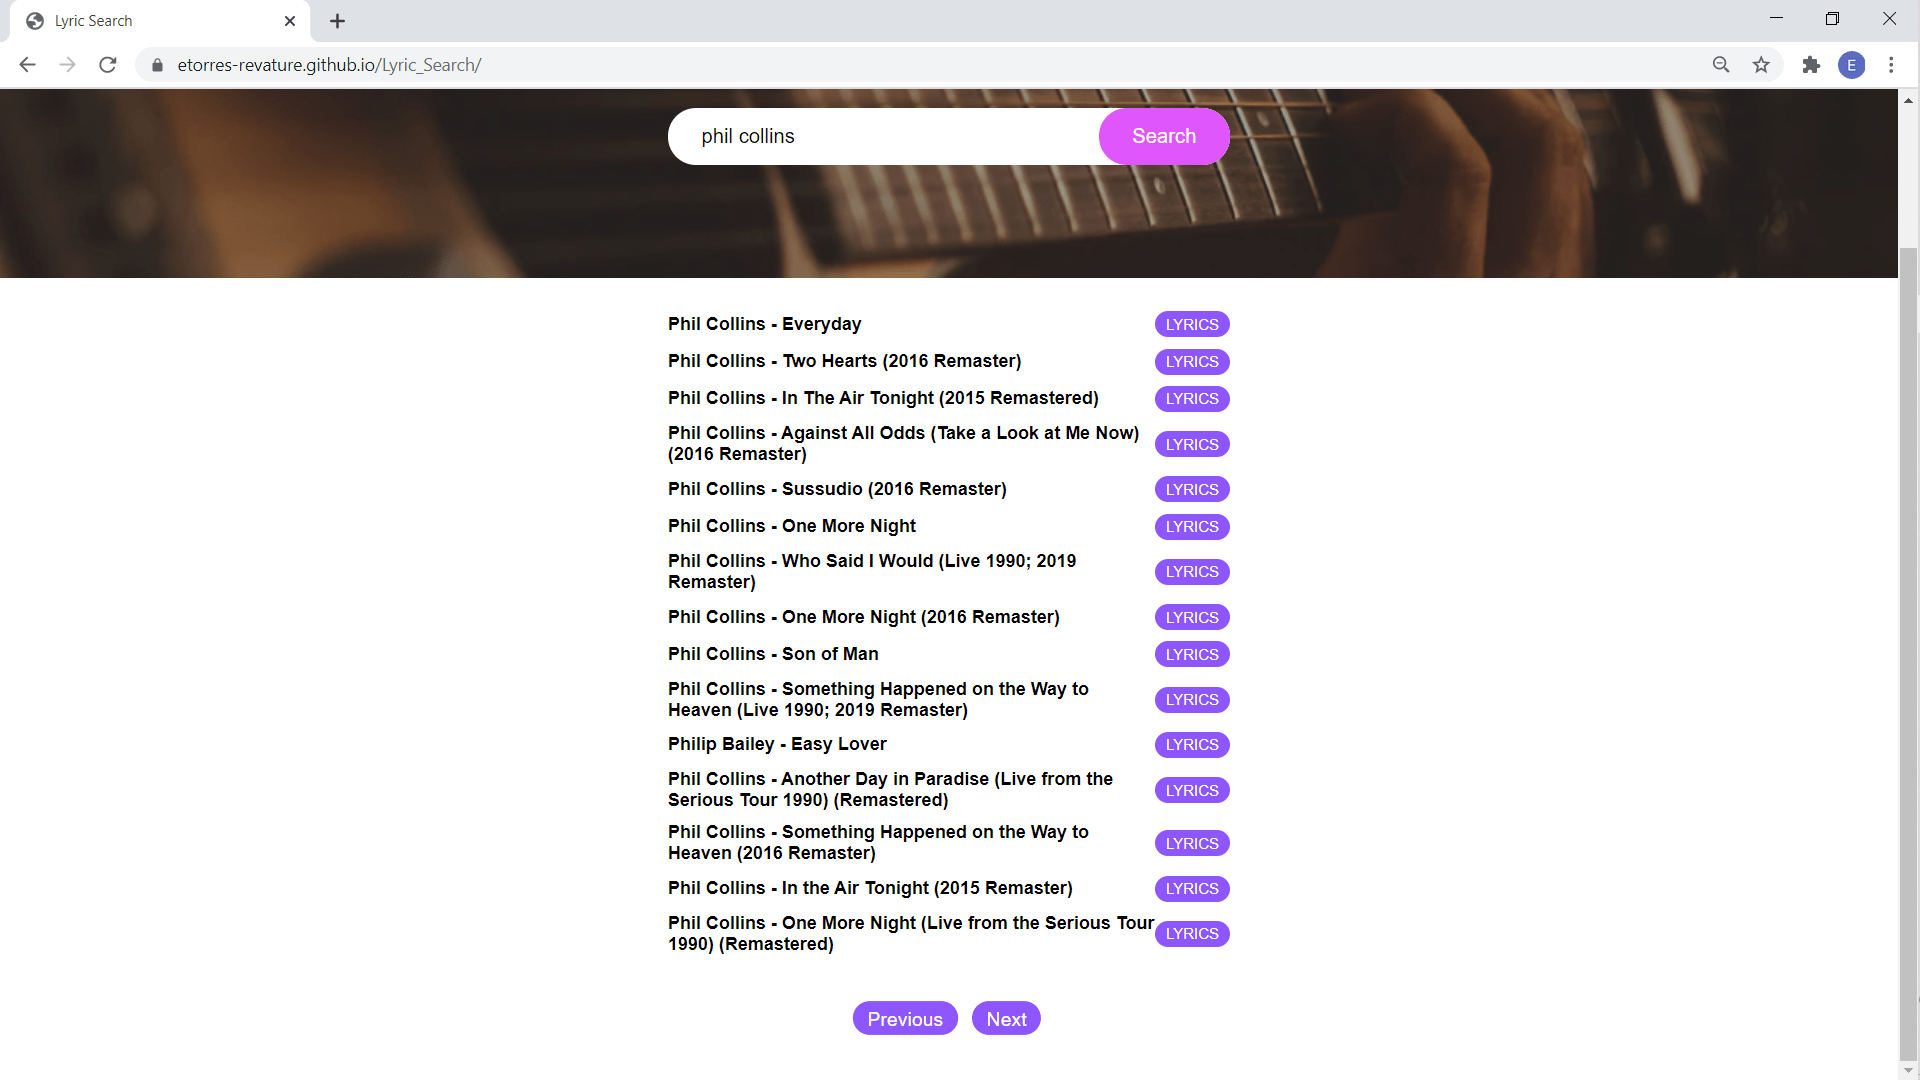 Lyric Search
etorres-revature.github.io/Lyric_Search/
E
phil collins
Search
Phil Collins - Everyday
LYRICS
Phil Collins - Two Hearts (2016 Remaster)
LYRICS
Phil Collins - In The Air Tonight (2015 Remastered)
LYRICS
Phil Collins - Against All Odds (Take a Look at Me Now)
(2016 Remaster)
LYRICS
Phil Collins - Sussudio (2016 Remaster)
LYRICS
Phil Collins - One More Night
LYRICS
Phil Collins - Who Said I Would (Live 1990; 2019
Remaster)
LYRICS
Phil Collins - One More Night (2016 Remaster)
LYRICS
Phil Collins - Son of Man
LYRICS
Phil Collins - Something Happened on the Way to
Heaven (Live 1990; 2019 Remaster)
LYRICS
Philip Bailey - Easy Lover
LYRICS
Phil Collins - Another Day in Paradise (Live from the
Serious Tour 1990) (Remastered)
LYRICS
Phil Collins - Something Happened on the Way to
Heaven (2016 Remaster)
LYRICS
Phil Collins - In the Air Tonight (2015 Remaster)
LYRICS
Phil Collins - One More Night (Live from the Serious Tour
1990) (Remastered)
LYRICS
Previous
Next